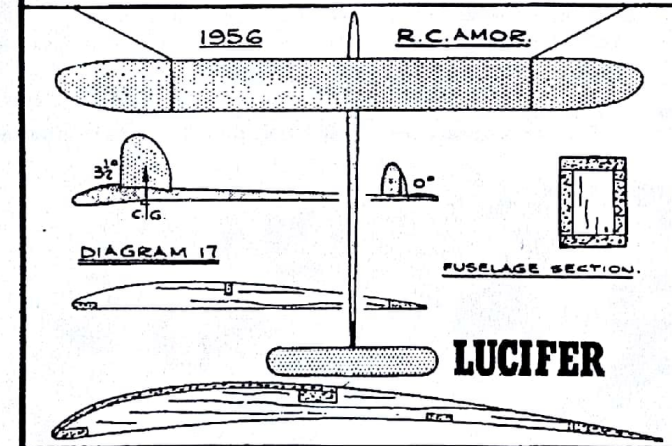 1956
R.C. AMOR.
3½°
0°
C.G.
DIAGRAM 17
FUSELAGE SECTION.
LUCIFER